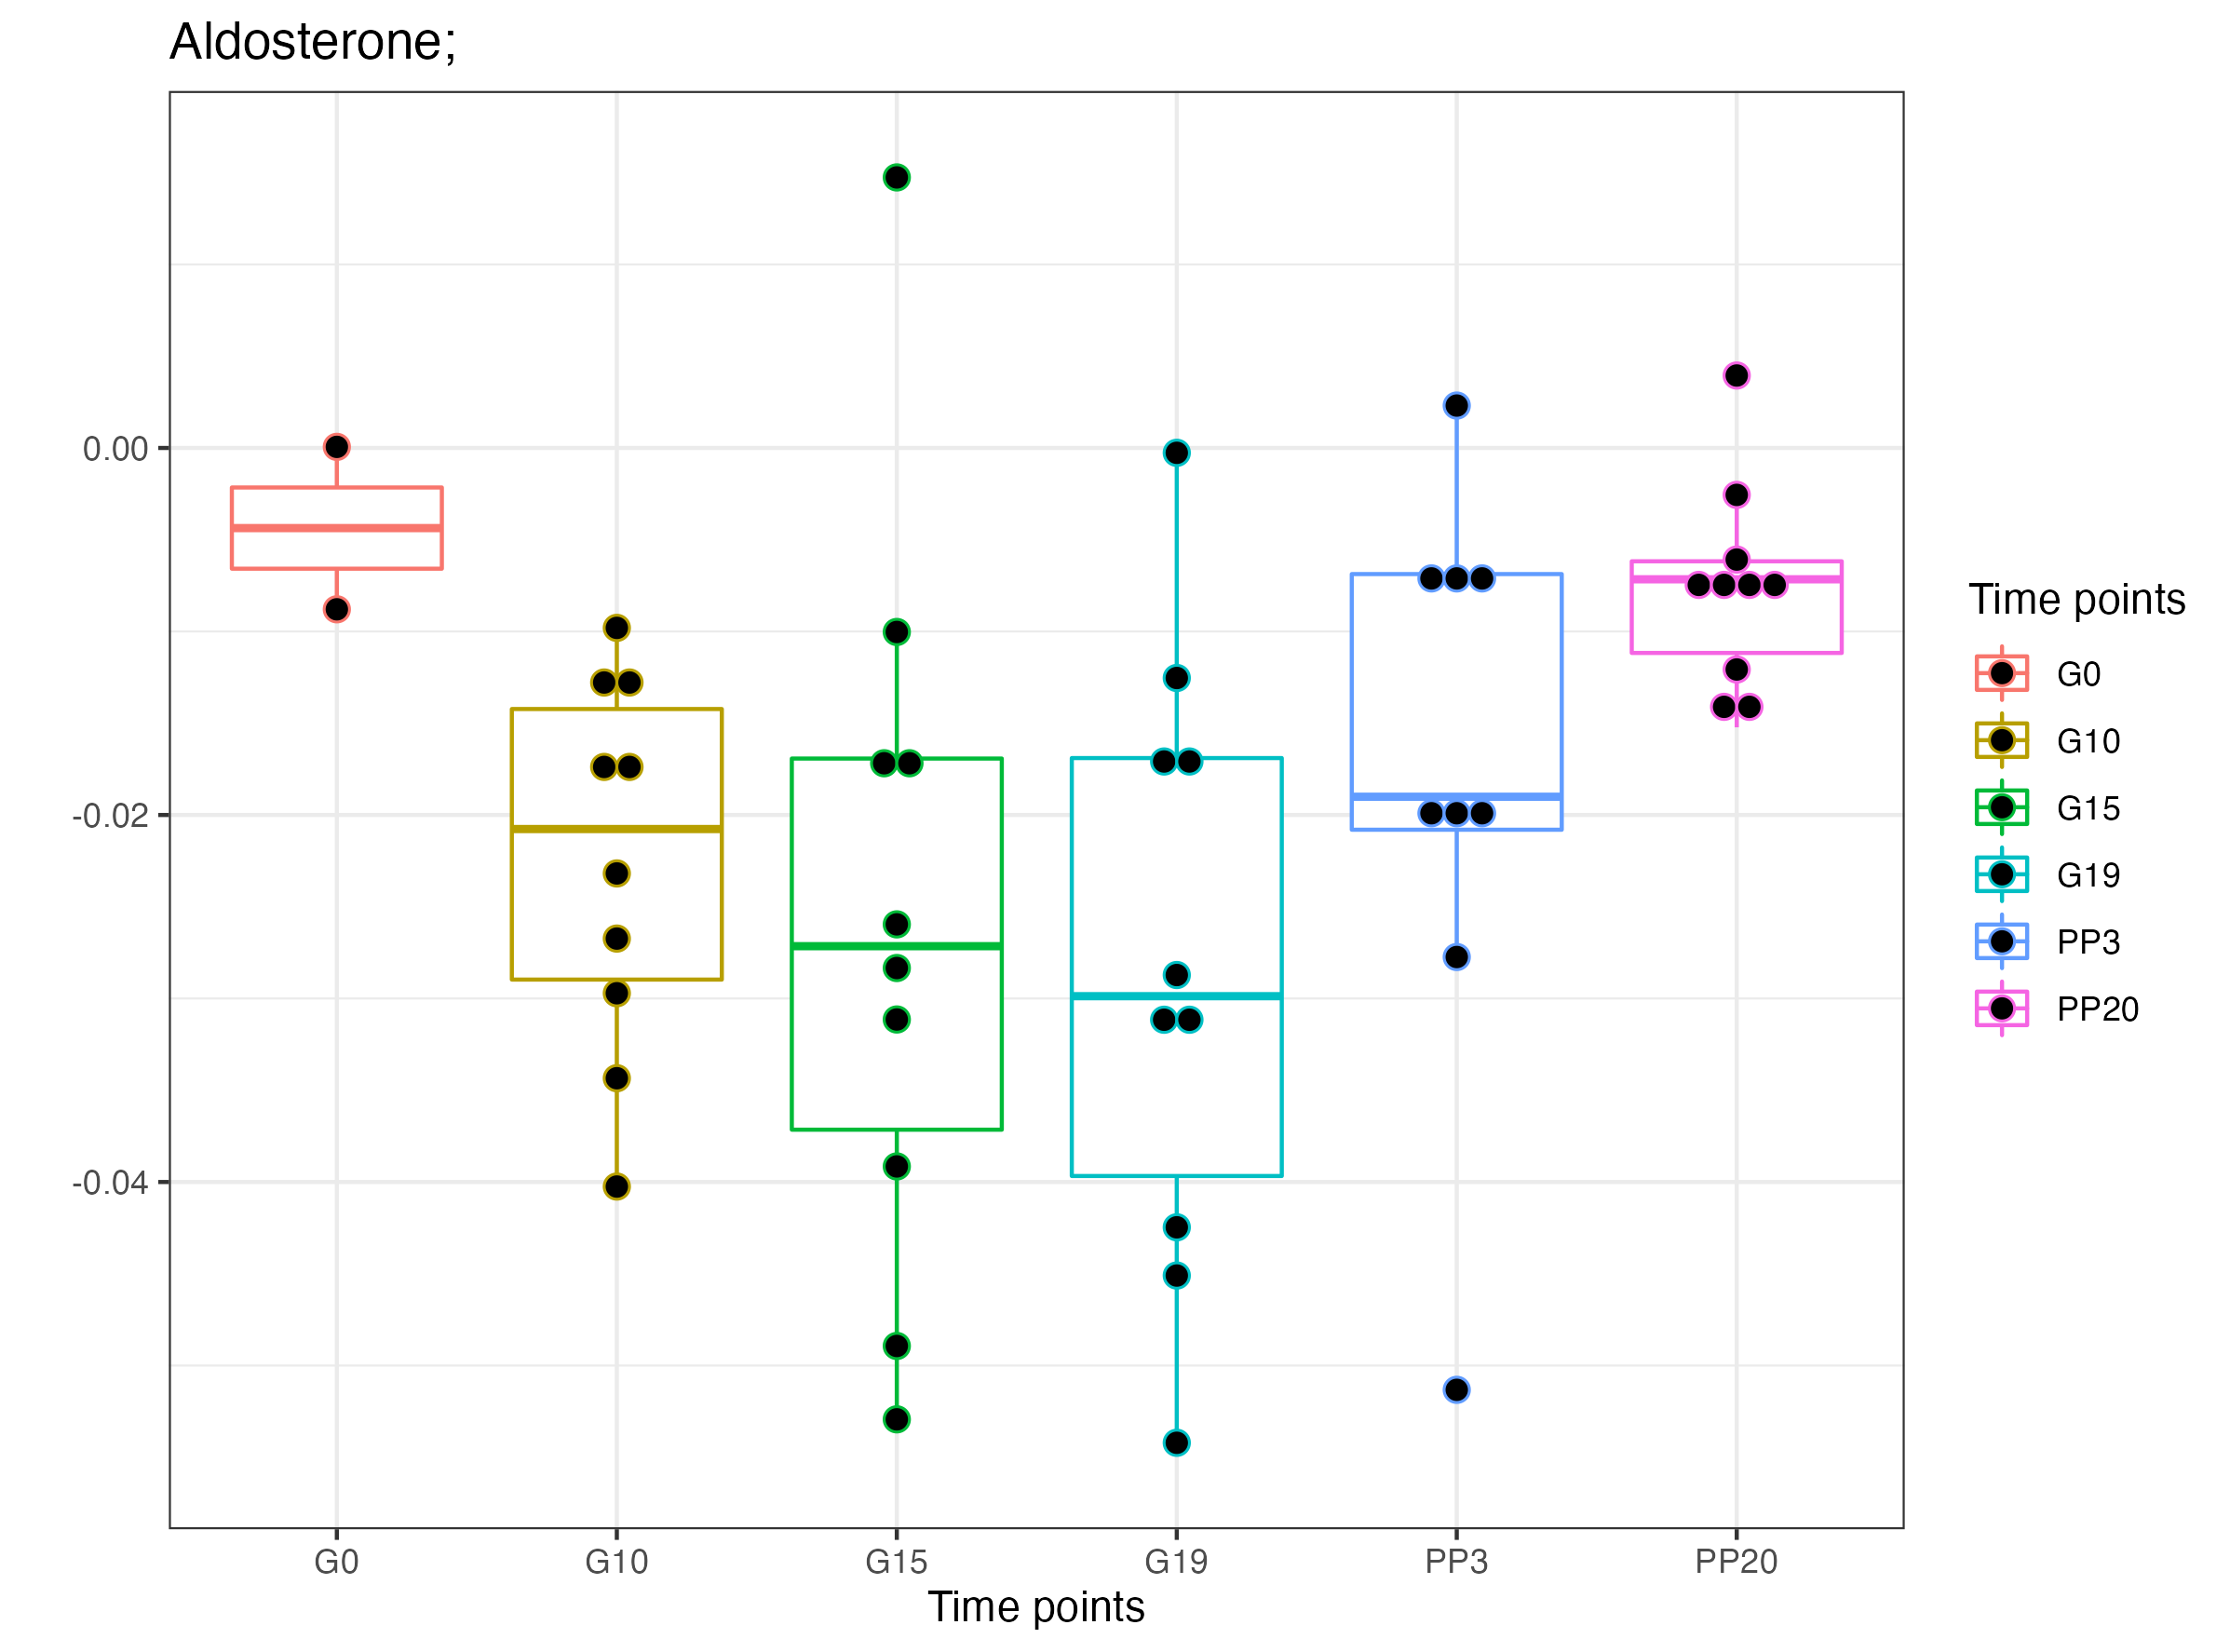 Aldosterone;
0.00
-0.02
-0.04
G0 G10 G15 G19 PP3 PP20
Time points
Time points
G0
G10
G15
G19
PP3
PP20